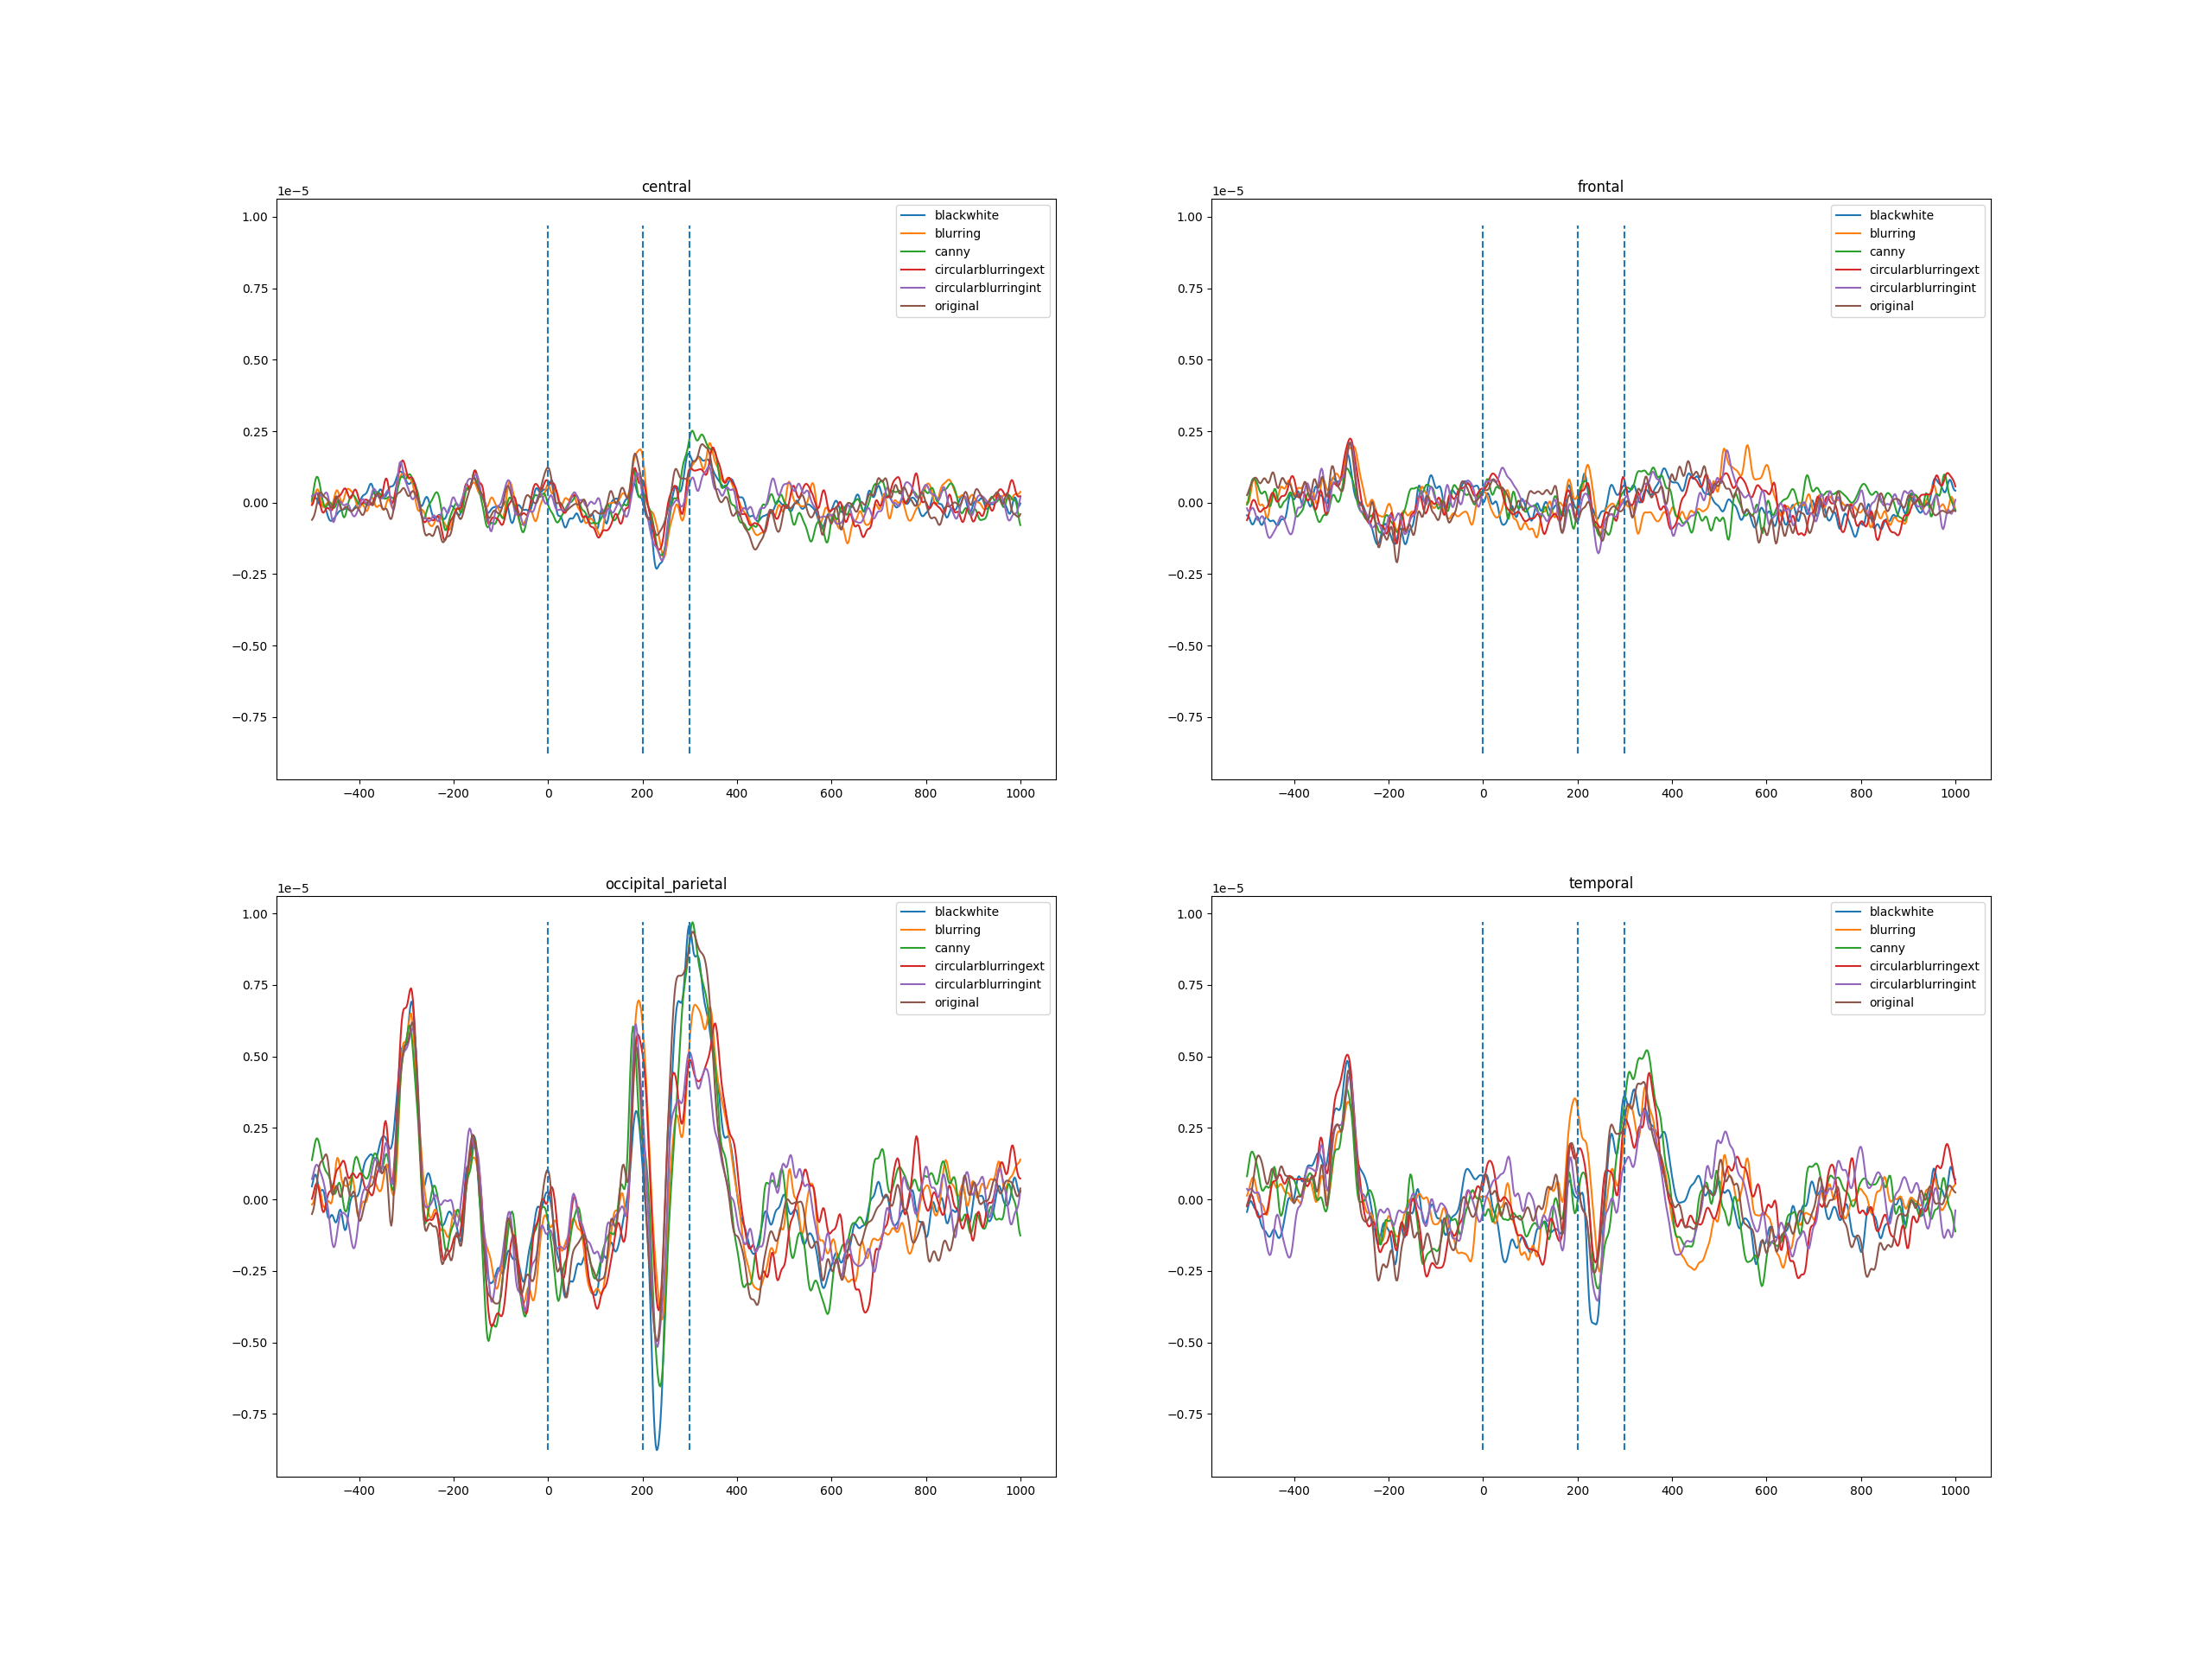 central
1e−5
1.00
0.75
0.50
0.25
0.00
−0.25
−0.50
−0.75
−400 −200 0 200 400 600 800 1000
blackwhite
blurring
canny
circularblurringext
circularblurringint
original
frontal
1e−5
1.00
0.75
0.50
0.25
0.00
−0.25
−0.50
−0.75
−400 −200 0 200 400 600 800 1000
blackwhite
blurring
canny
circularblurringext
circularblurringint
original
occipital_parietal
1e−5
1.00
0.75
0.50
0.25
0.00
−0.25
−0.50
−0.75
−400 −200 0 200 400 600 800 1000
blackwhite
blurring
canny
circularblurringext
circularblurringint
original
temporal
1e−5
1.00
0.75
0.50
0.25
0.00
−0.25
−0.50
−0.75
−400 −200 0 200 400 600 800 1000
blackwhite
blurring
canny
circularblurringext
circularblurringint
original